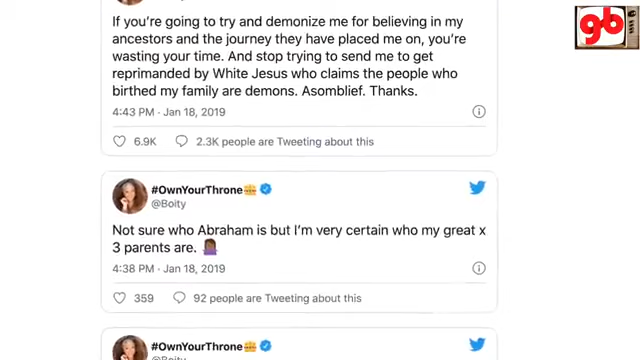 gb
If you're going to try and demonize me for believing in my
ancestors and the journey they have placed me on, you're
wasting your time. And stop trying to send me to get
reprimanded by White Jesus who claims the people who
birthed my family are demons. Asomblief. Thanks.
4:43 PM · Jan 18, 2019
6.9K 2.3K people are Tweeting about this
#OwnYourThrone
@Boity
Not sure who Abraham is but I'm very certain who my great x
3 parents are. 🤷🏾‍♀️
4:38 PM · Jan 18, 2019
359 92 people are Tweeting about this
#OwnYourThrone
@Boity